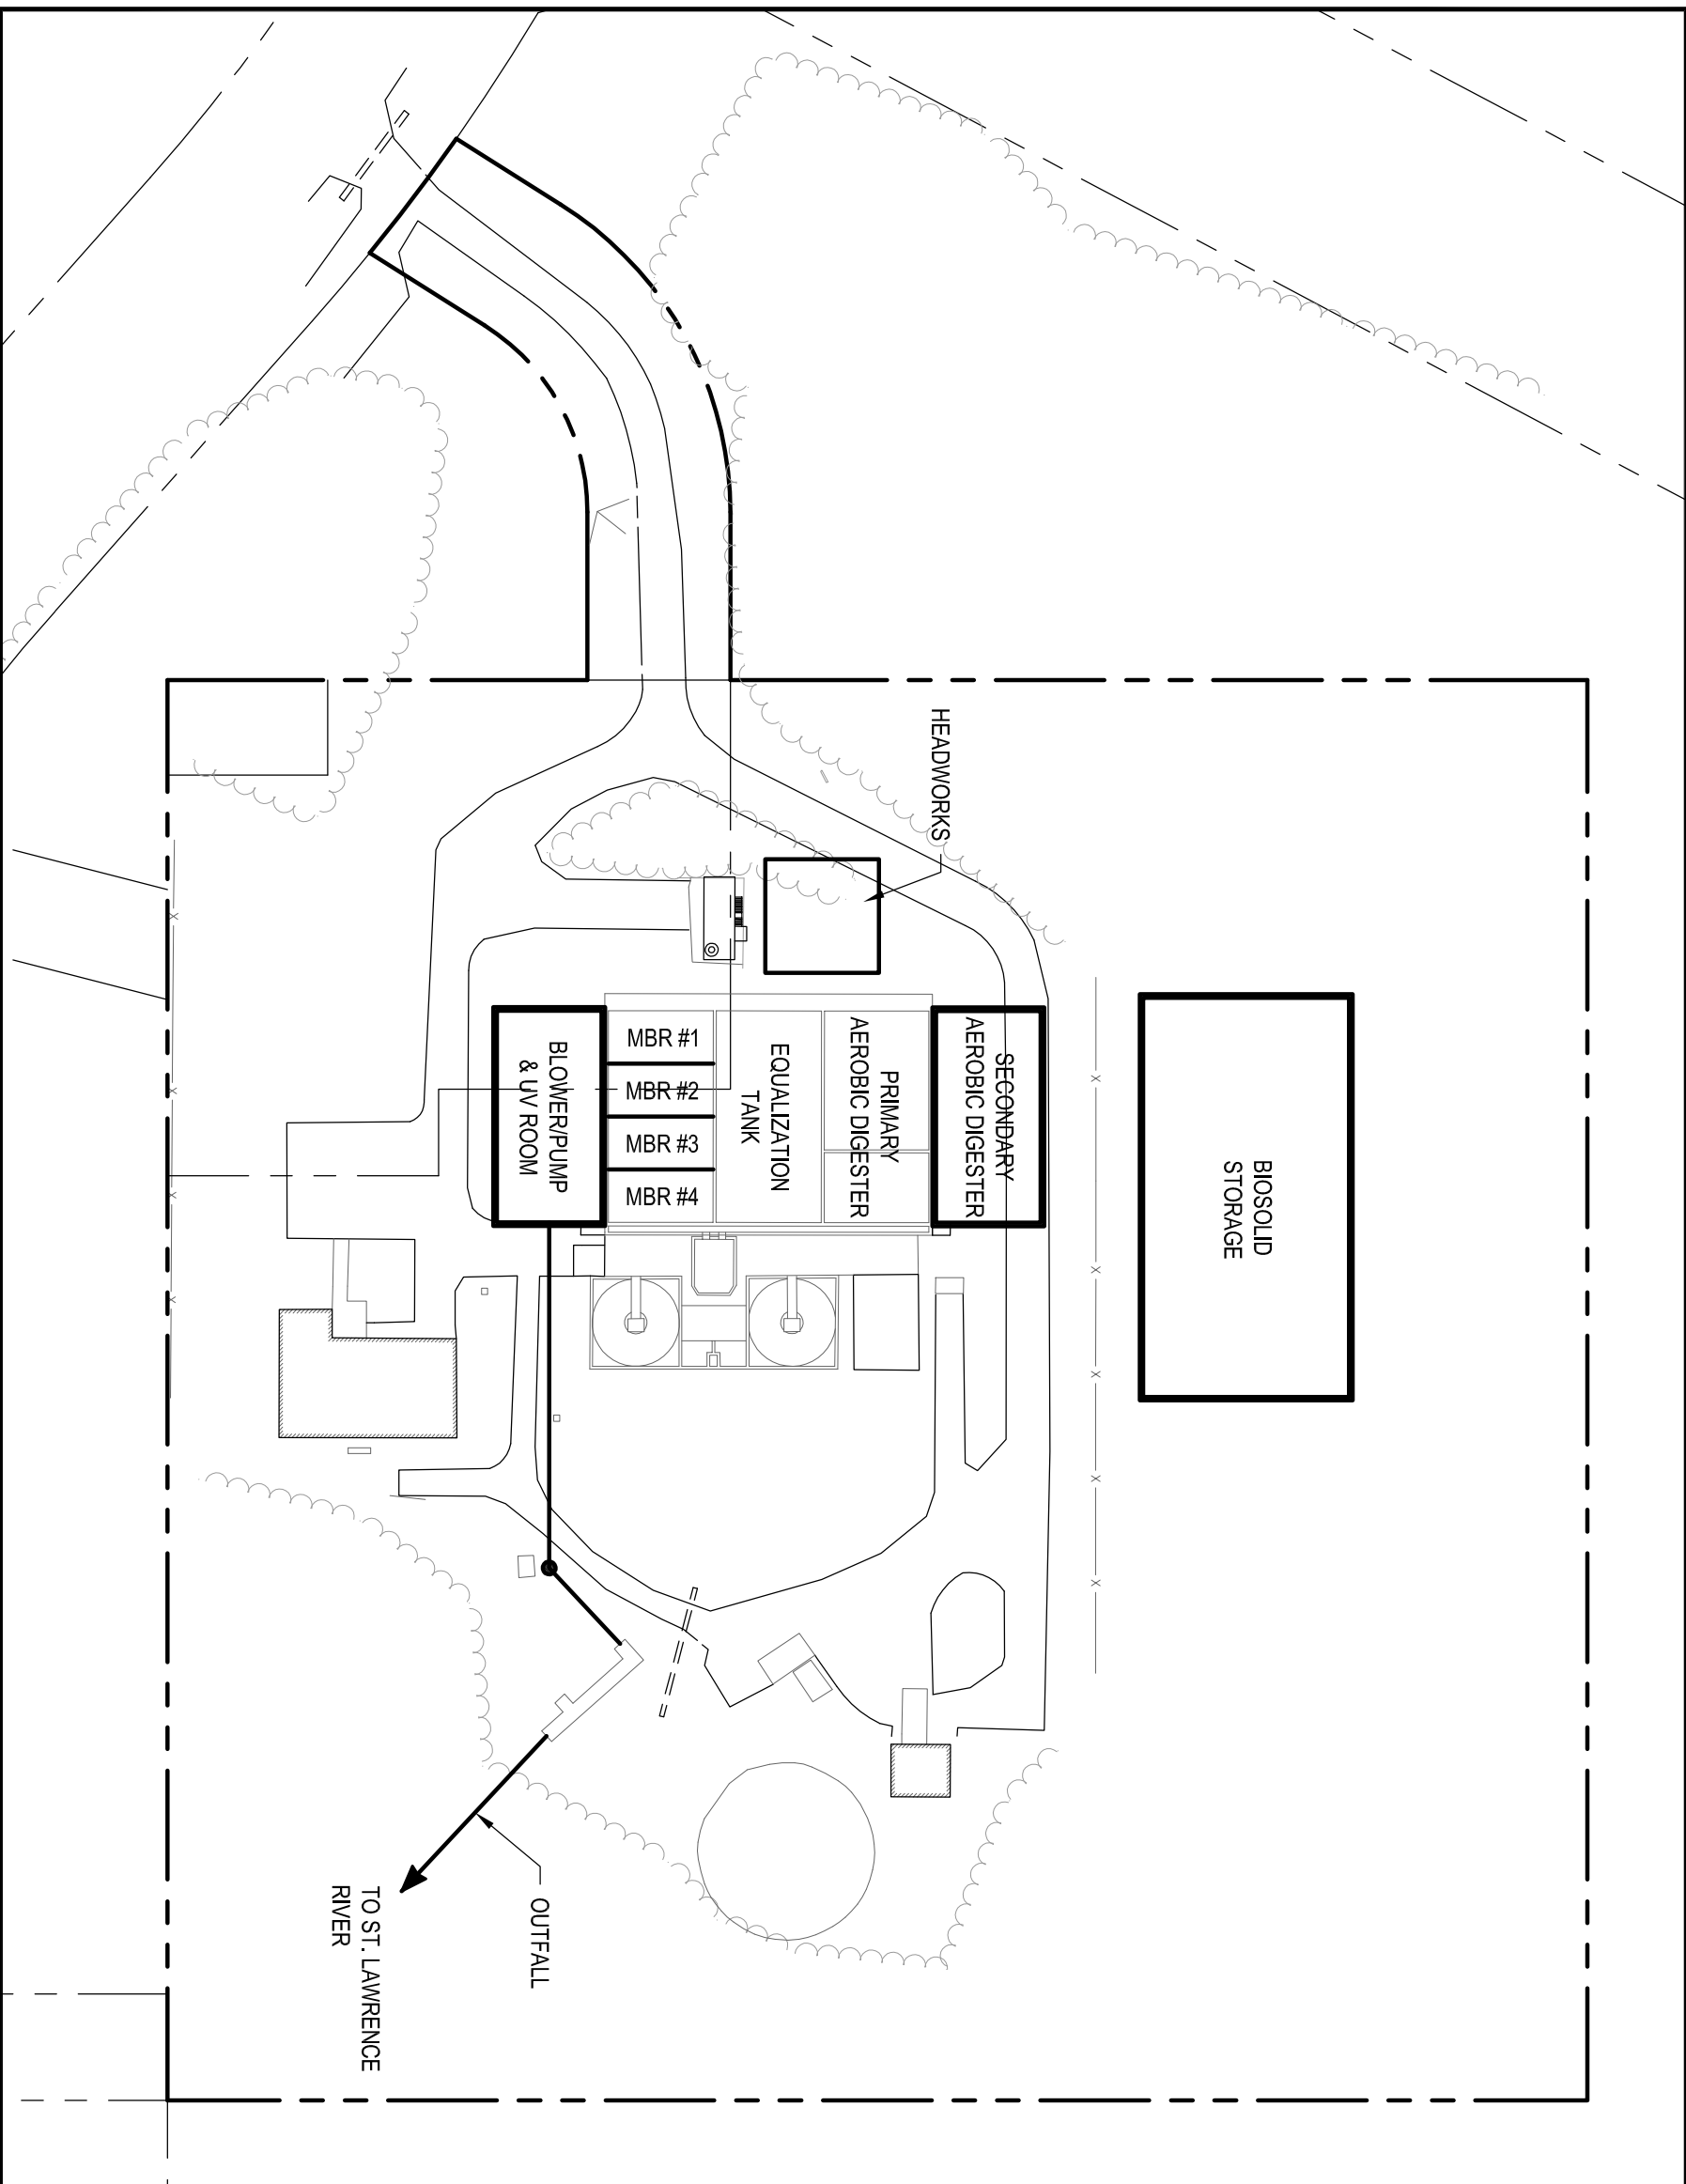 HEADWORKS
BIOSOLID
STORAGE
SECONDARY
AEROBIC DIGESTER
PRIMARY
AEROBIC DIGESTER
EQUALIZATION
TANK
MBR #1
MBR #2
MBR #3
MBR #4
BLOWER/PUMP
& UV ROOM
OUTFALL
TO ST. LAWRENCE
RIVER